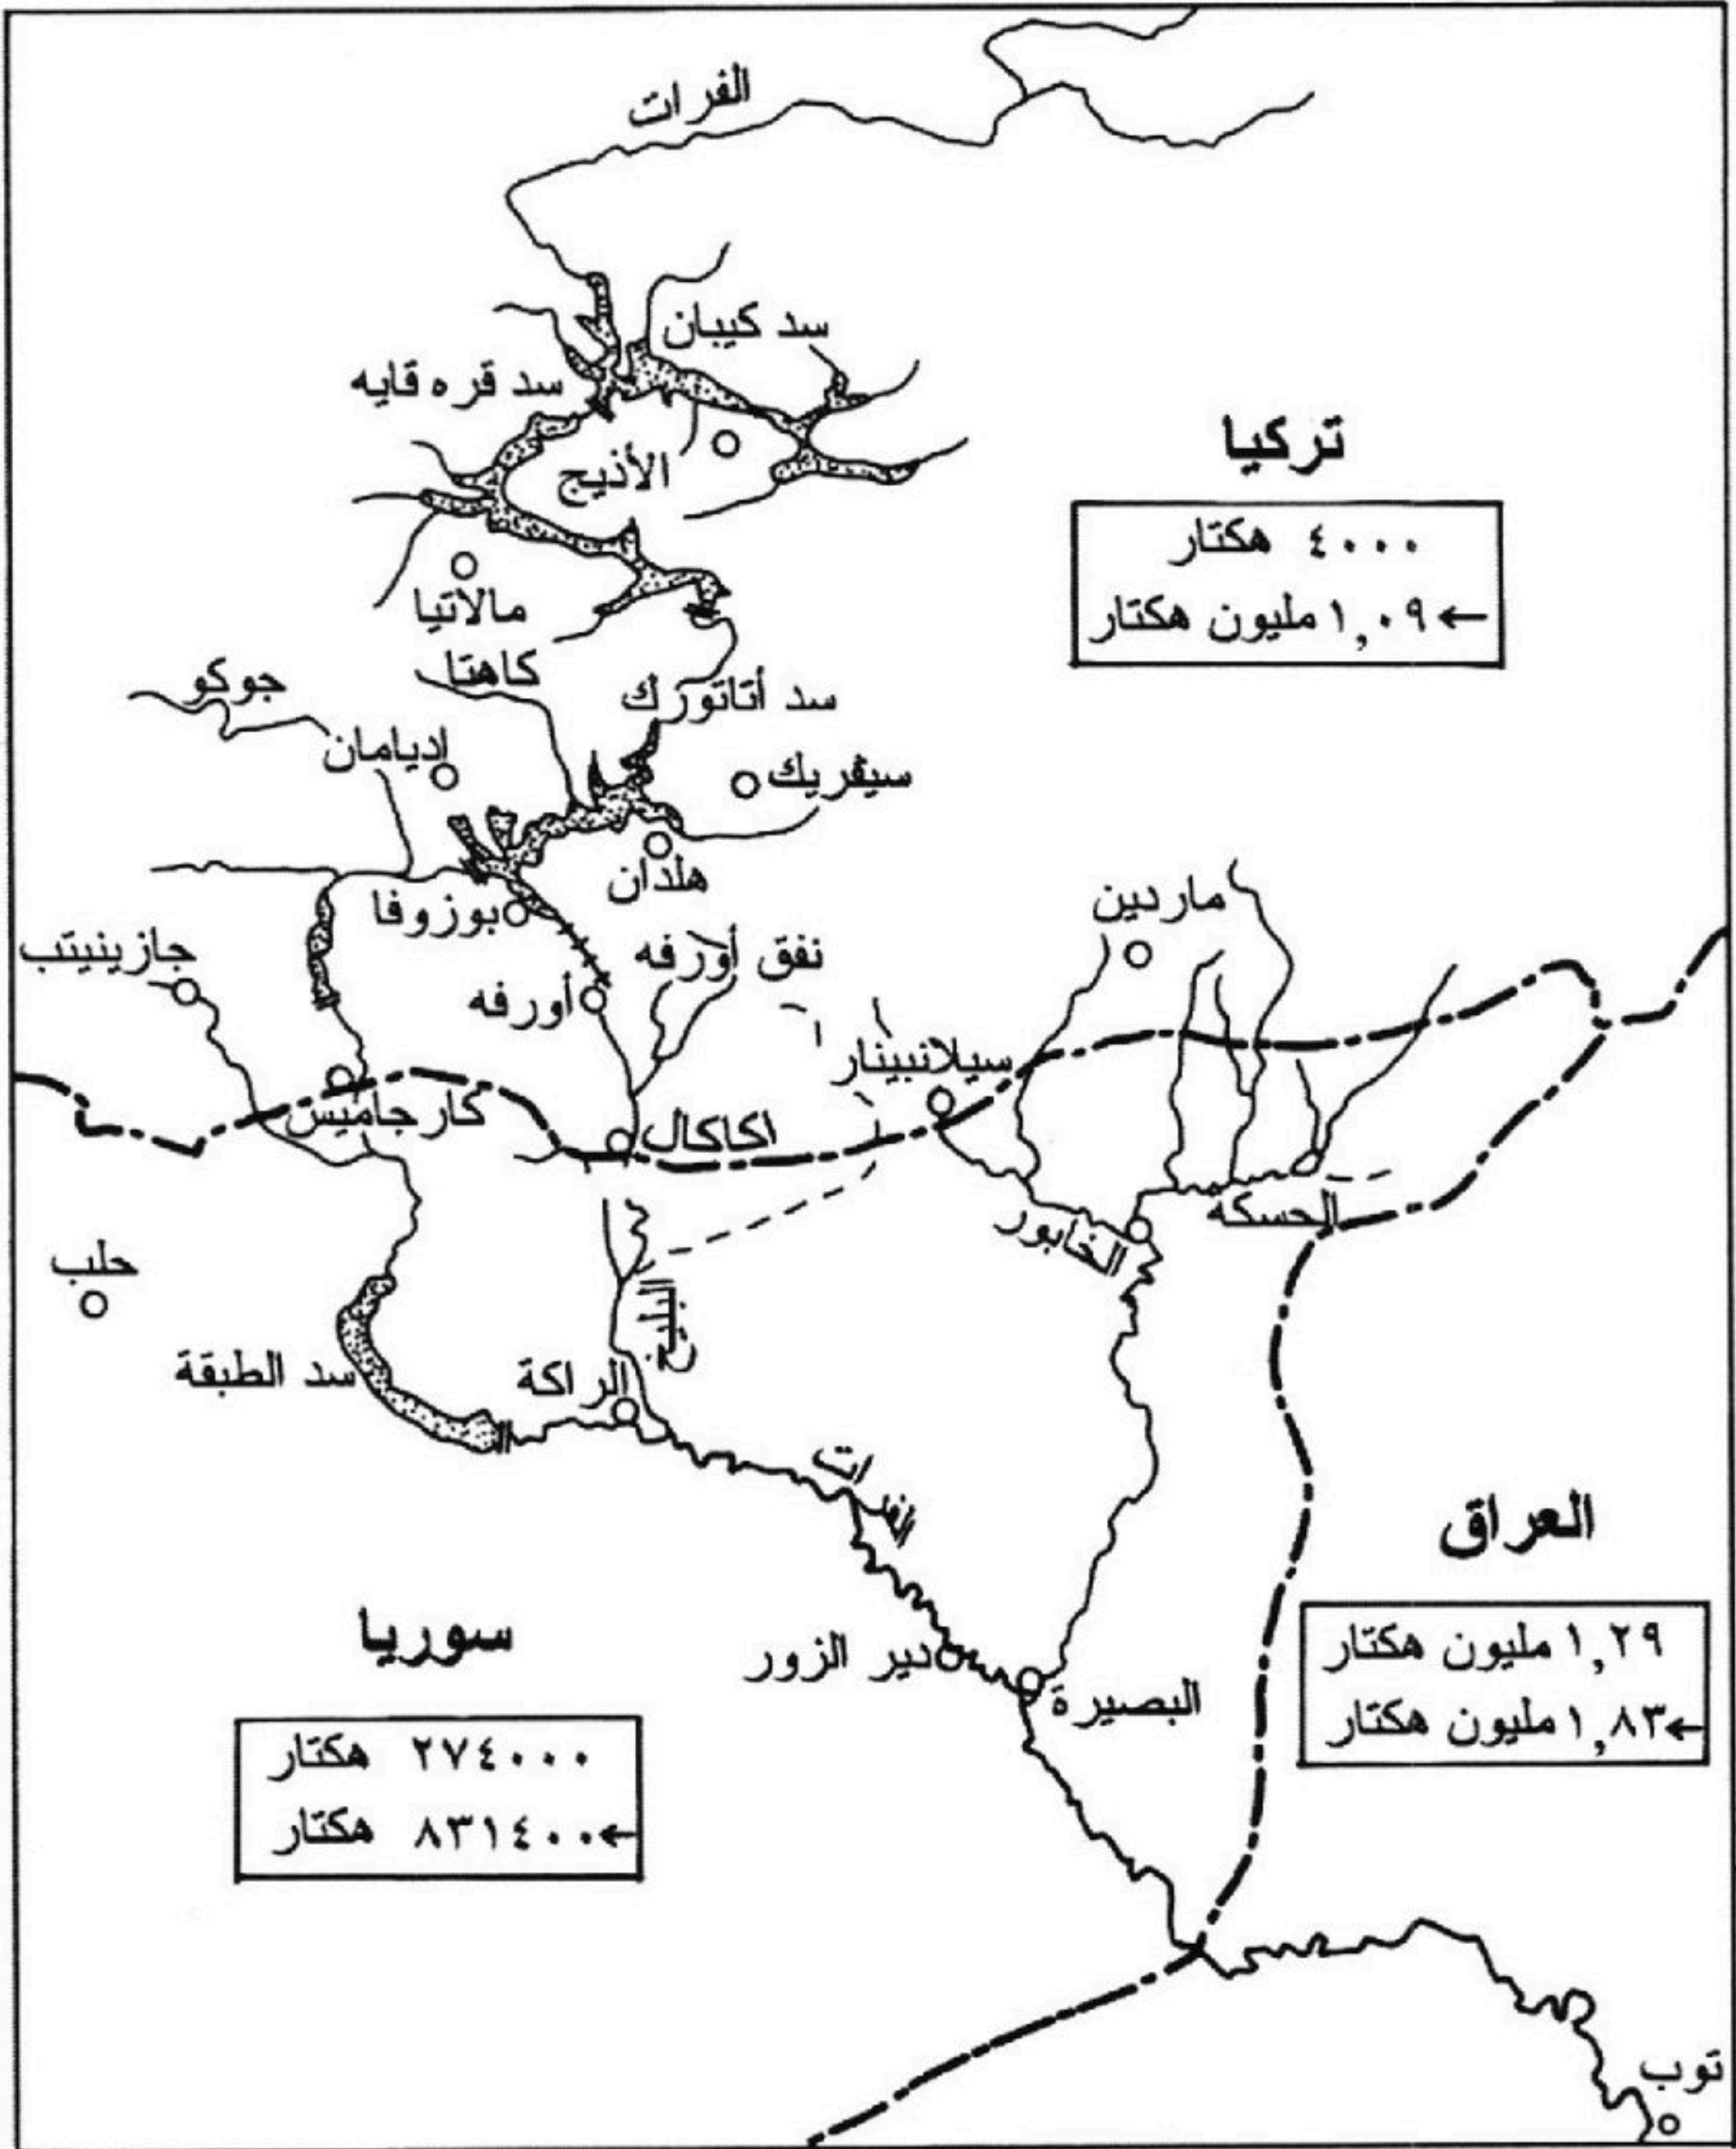 الفرات
سد كيبان
سد قره قايه
الأذيج
تركيا
٤٠٠٠ هكتار
←١,٠٩ مليون هكتار
مالاتيا
كاهتا
جوكو
سد أتاتورك
اديامان
سيفريك
هلدان
بوزوفا
ماردين
جازينيتب
نفق أورفه
أورفه
سيلانبينار
كارجاميس
اكاكال
الحسكة
الخابور
حلب
البليخ
سد الطبقة
الراكة
الفرات
العراق
١,٢٩ مليون هكتار
←١,٨٣ مليون هكتار
سوريا
دير الزور
البصيرة
٢٧٤٠٠٠ هكتار
←٨٣١٤٠٠ هكتار
توب